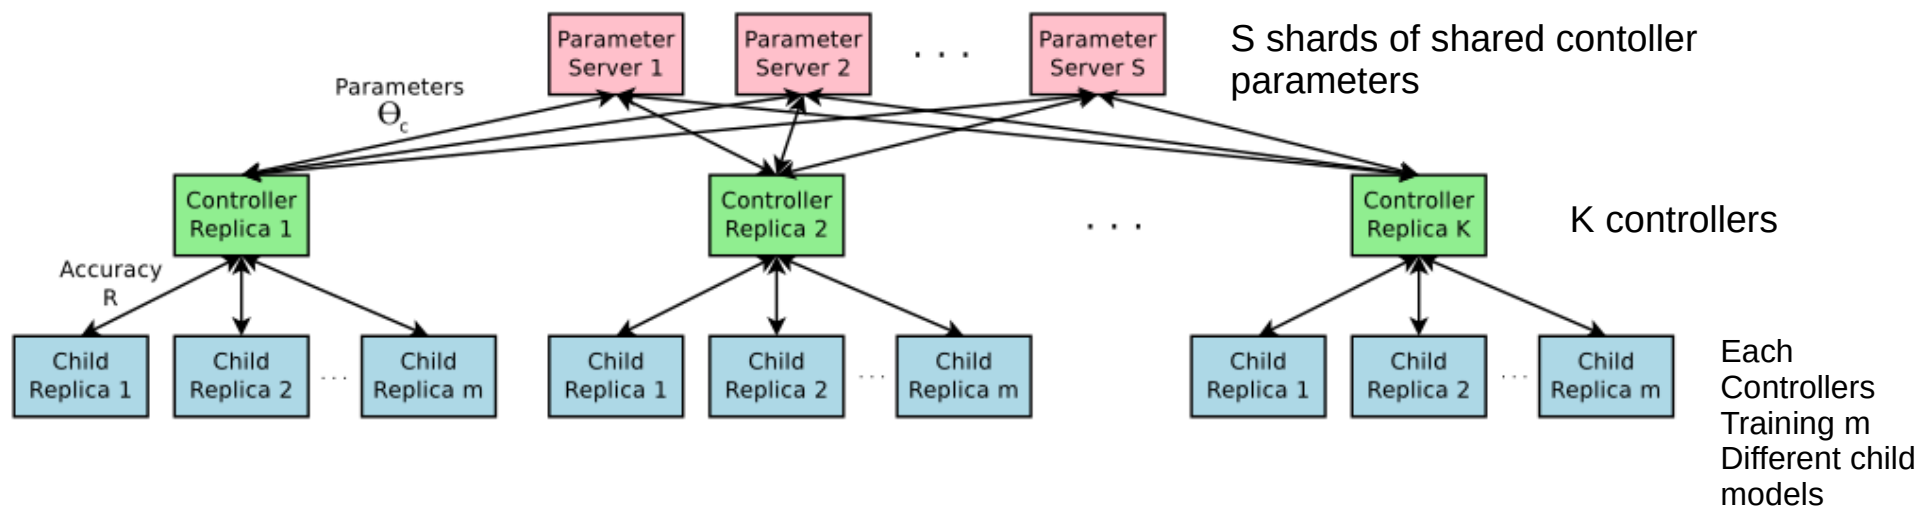 Parameter
Server 1
Parameter
Server 2
. . .
Parameter
Server S
S shards of shared contoller
parameters
Parameters
Θc
Controller
Replica 1
Controller
Replica 2
. . .
Controller
Replica K
K controllers
Accuracy
R
Child
Replica 1
Child
Replica 2
. . .
Child
Replica m
Child
Replica 1
Child
Replica 2
. . .
Child
Replica m
Child
Replica 1
Child
Replica 2
. . .
Child
Replica m
Each
Controllers
Training m
Different child
models